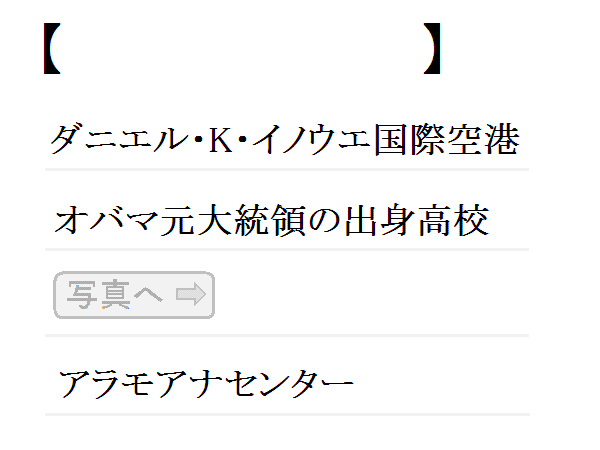 【　　　　　　　　　　】
ダニエル・K・イノウエ国際空港
オバマ元大統領の出身高校
写真へ ⇨
アラモアナセンター